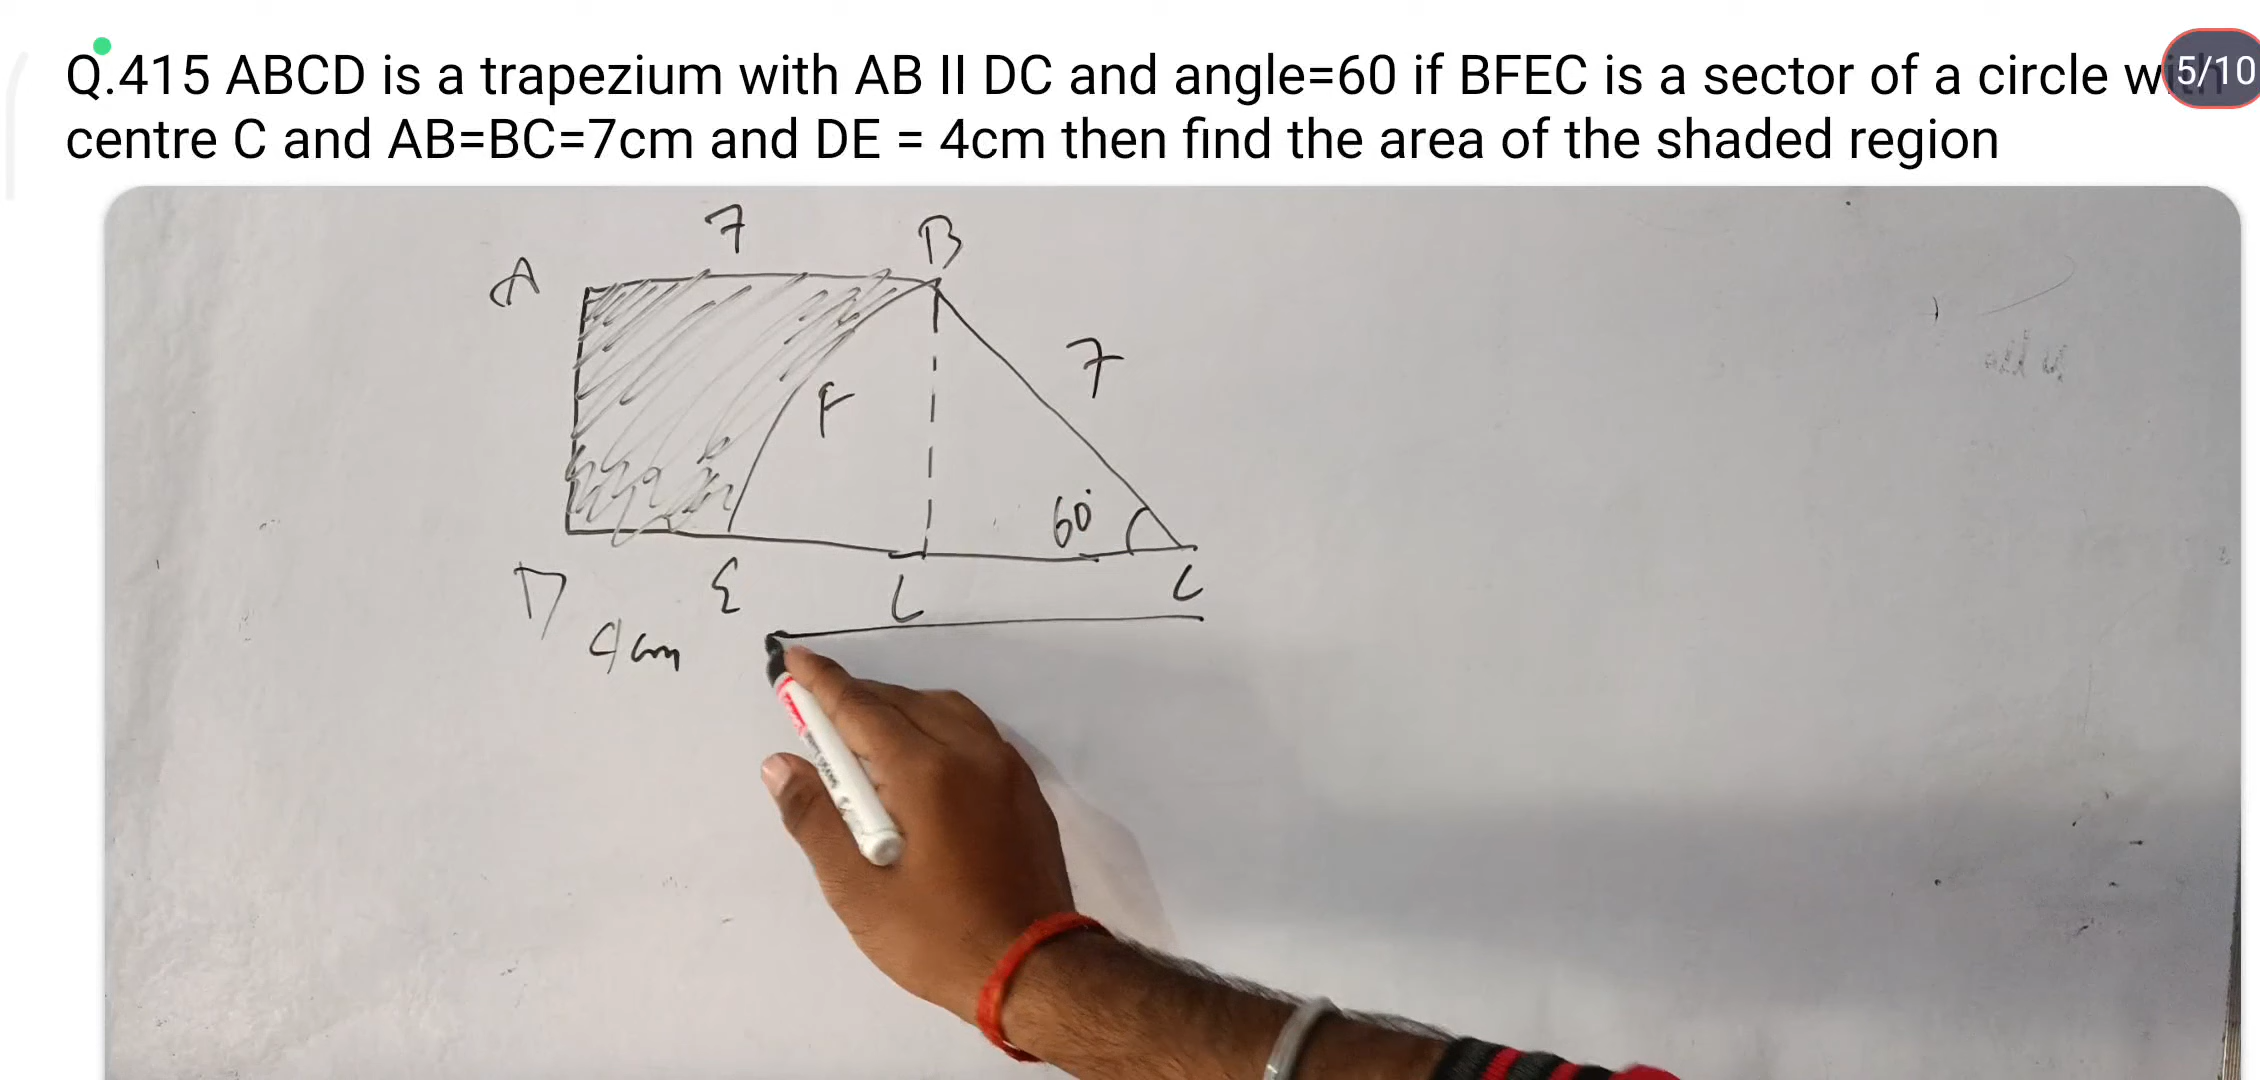 Q.415 ABCD is a trapezium with AB II DC and angle=60 if BFEC is a sector of a circle with
5/10
centre C and AB=BC=7cm and DE = 4cm then find the area of the shaded region
7
B
A
7
F
60°
D
E
L
C
4cm